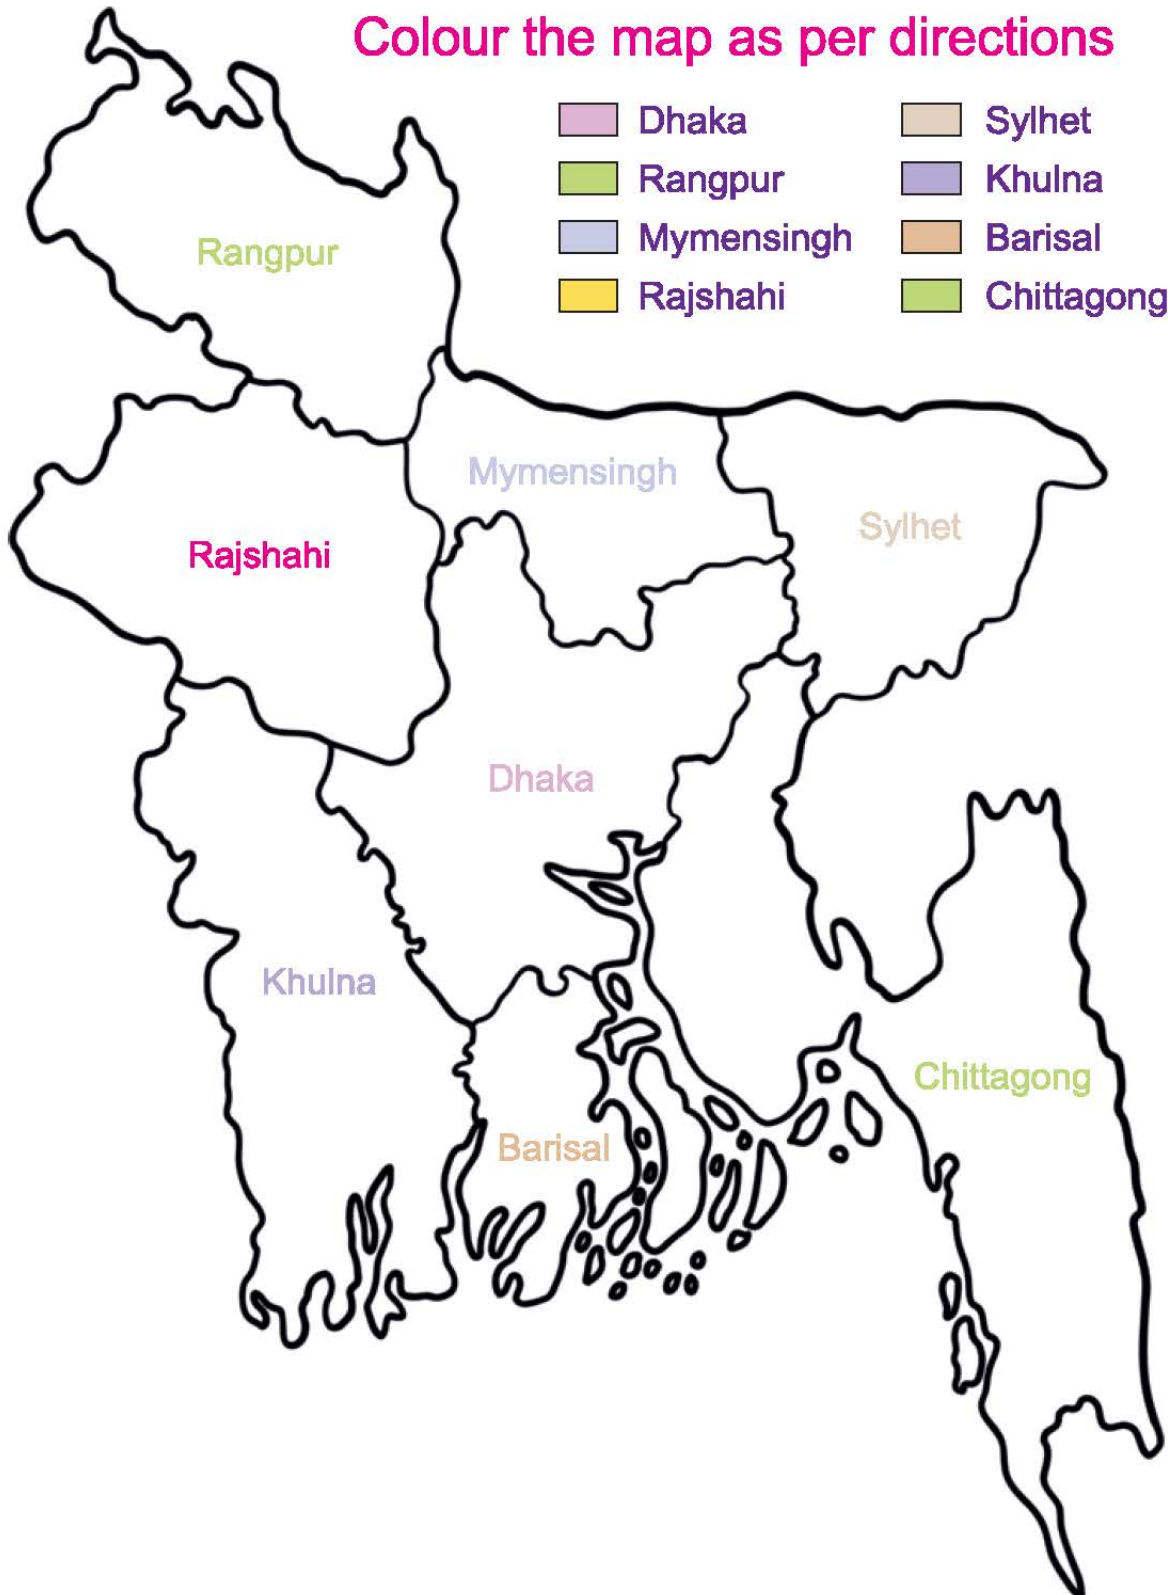 Colour the map as per directions
Dhaka
Sylhet
Rangpur
Khulna
Mymensingh
Barisal
Rajshahi
Chittagong
Rangpur
Mymensingh
Sylhet
Rajshahi
Dhaka
Khulna
Chittagong
Barisal